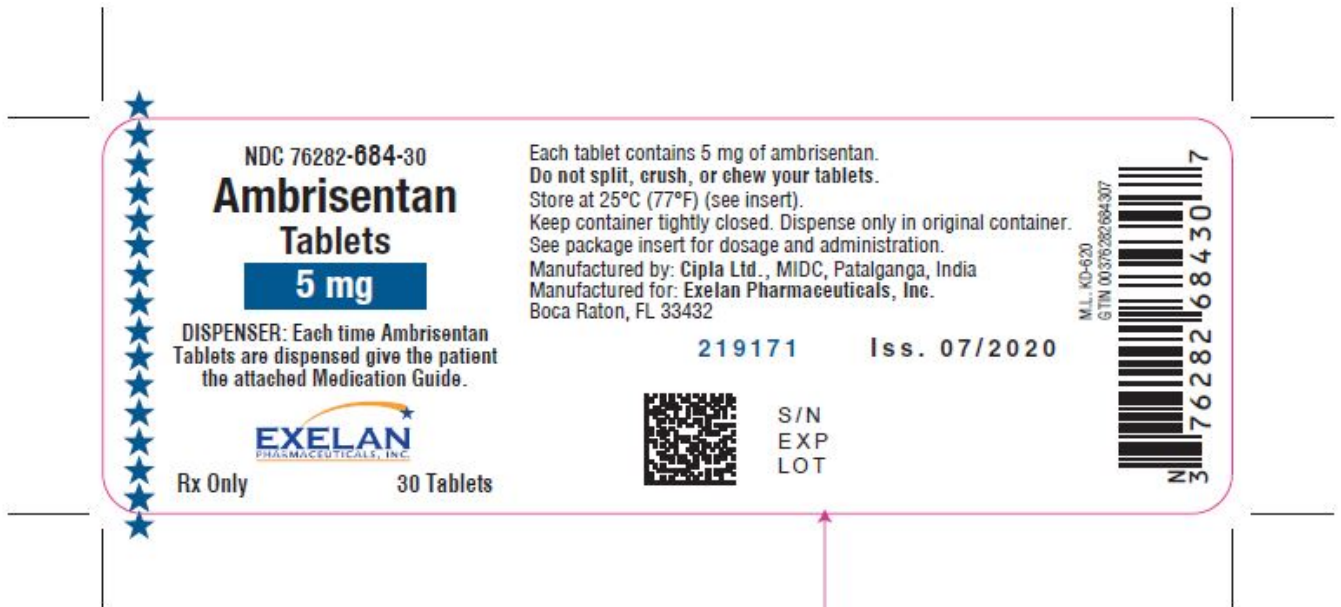 NDC 76282-684-30
Ambrisentan
Tablets
5 mg
DISPENSER: Each time Ambrisentan
Tablets are dispensed give the patient
the attached Medication Guide.
EXELAN
PHARMACEUTICALS, INC.
Rx Only
30 Tablets
Each tablet contains 5 mg of ambrisentan.
Do not split, crush, or chew your tablets.
Store at 25°C (77°F) (see insert).
Keep container tightly closed. Dispense only in original container.
See package insert for dosage and administration.
Manufactured by: Cipla Ltd., MIDC, Patalganga, India
Manufactured for: Exelan Pharmaceuticals, Inc.
Boca Raton, FL 33432
219171 Iss. 07/2020
S/N
EXP
LOT
M.L. KD-620
GTIN 00376282684307
N
3 76282 68430 7